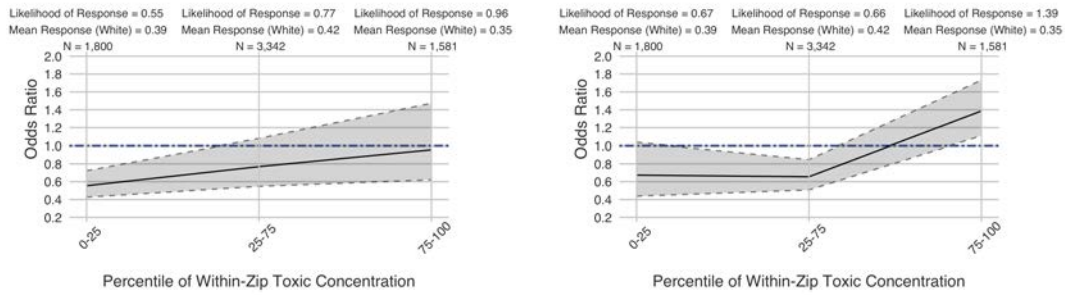 Likelihood of Response = 0.55 Likelihood of Response = 0.77 Likelihood of Response = 0.96
Mean Response (White) = 0.39 Mean Response (White) = 0.42 Mean Response (White) = 0.35
N = 1,800 N = 3,342 N = 1,581
2.0
1.8
1.6
1.4
1.2
1.0
0.8
0.6
0.4
0.2
Odds Ratio
0-25 25-75 75-100
Percentile of Within-Zip Toxic Concentration
Likelihood of Response = 0.67 Likelihood of Response = 0.66 Likelihood of Response = 1.39
Mean Response (White) = 0.39 Mean Response (White) = 0.42 Mean Response (White) = 0.35
N = 1,800 N = 3,342 N = 1,581
2.0
1.8
1.6
1.4
1.2
1.0
0.8
0.6
0.4
0.2
Odds Ratio
0-25 25-75 75-100
Percentile of Within-Zip Toxic Concentration